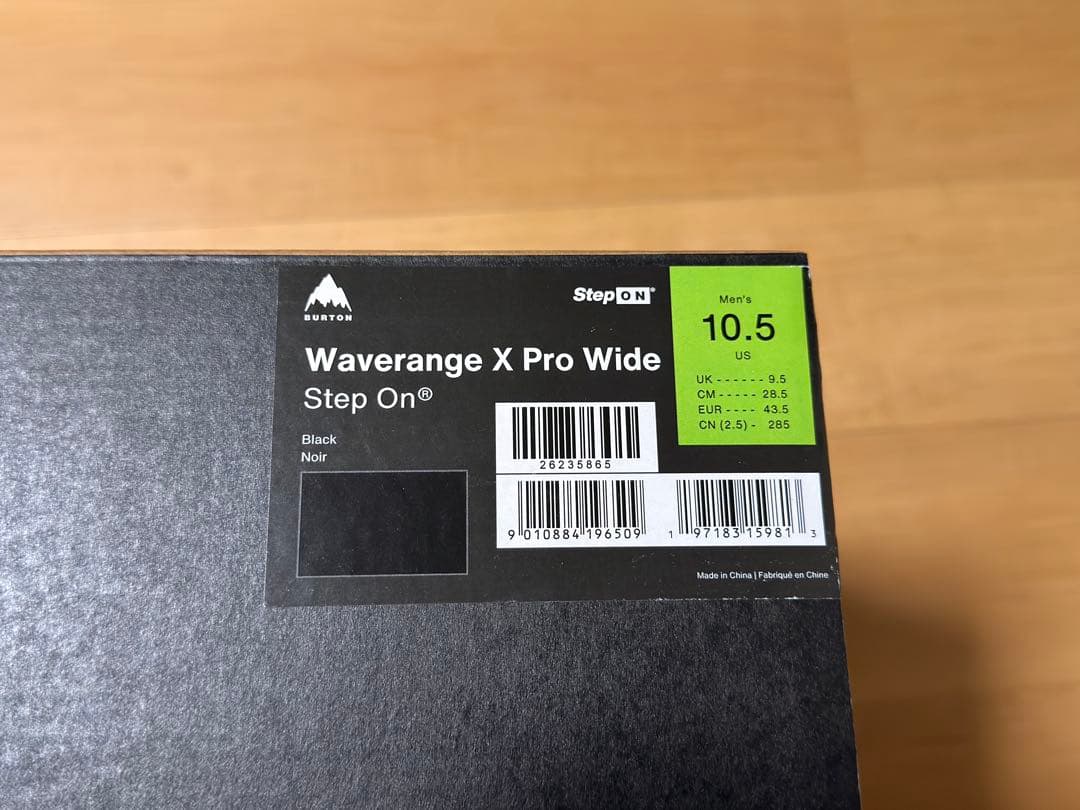 BURTON
StepON®
Waverange X Pro Wide
Step On®
Black
Noir
Men's
10.5
US
UK - - - - - - 9.5
CM - - - - - 28.5
EUR - - - - 43.5
CN (2.5) - 285
26235865
9 010884 196509
1 97183 15981 3
Made in China | Fabriqué en Chine